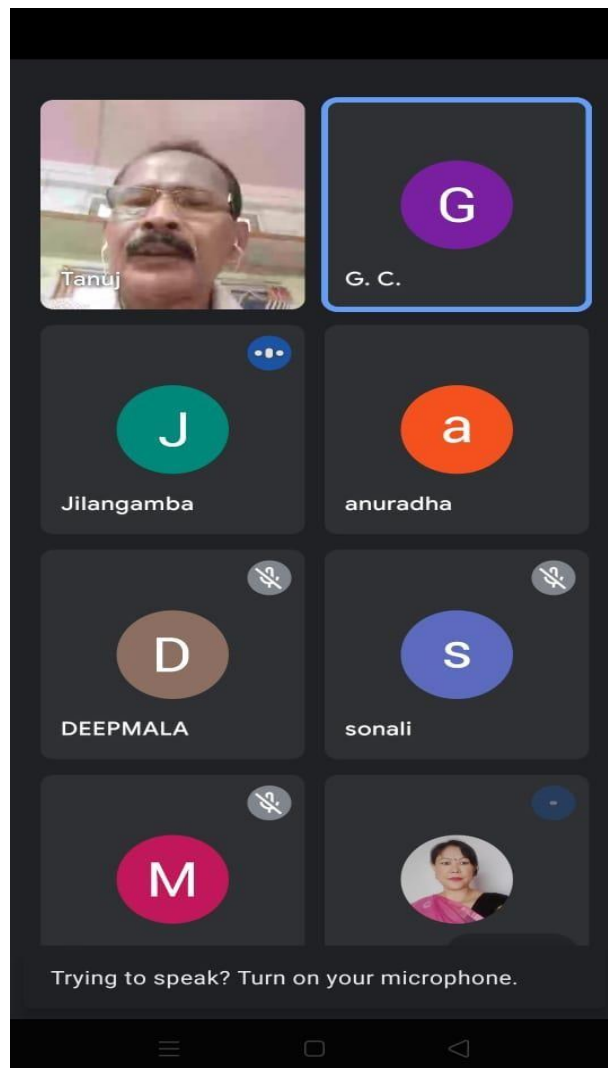 Tanuj
G
G. C.
J
Jilangamba
a
anuradha
D
DEEPMALA
s
sonali
M
Trying to speak? Turn on your microphone.